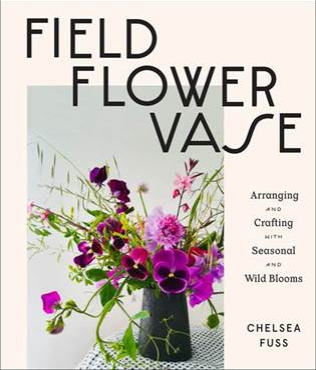 FIELD
FLOWER
VASE
Arranging
AND
Crafting
WITH
Seasonal
AND
Wild Blooms
CHELSEA
FUSS